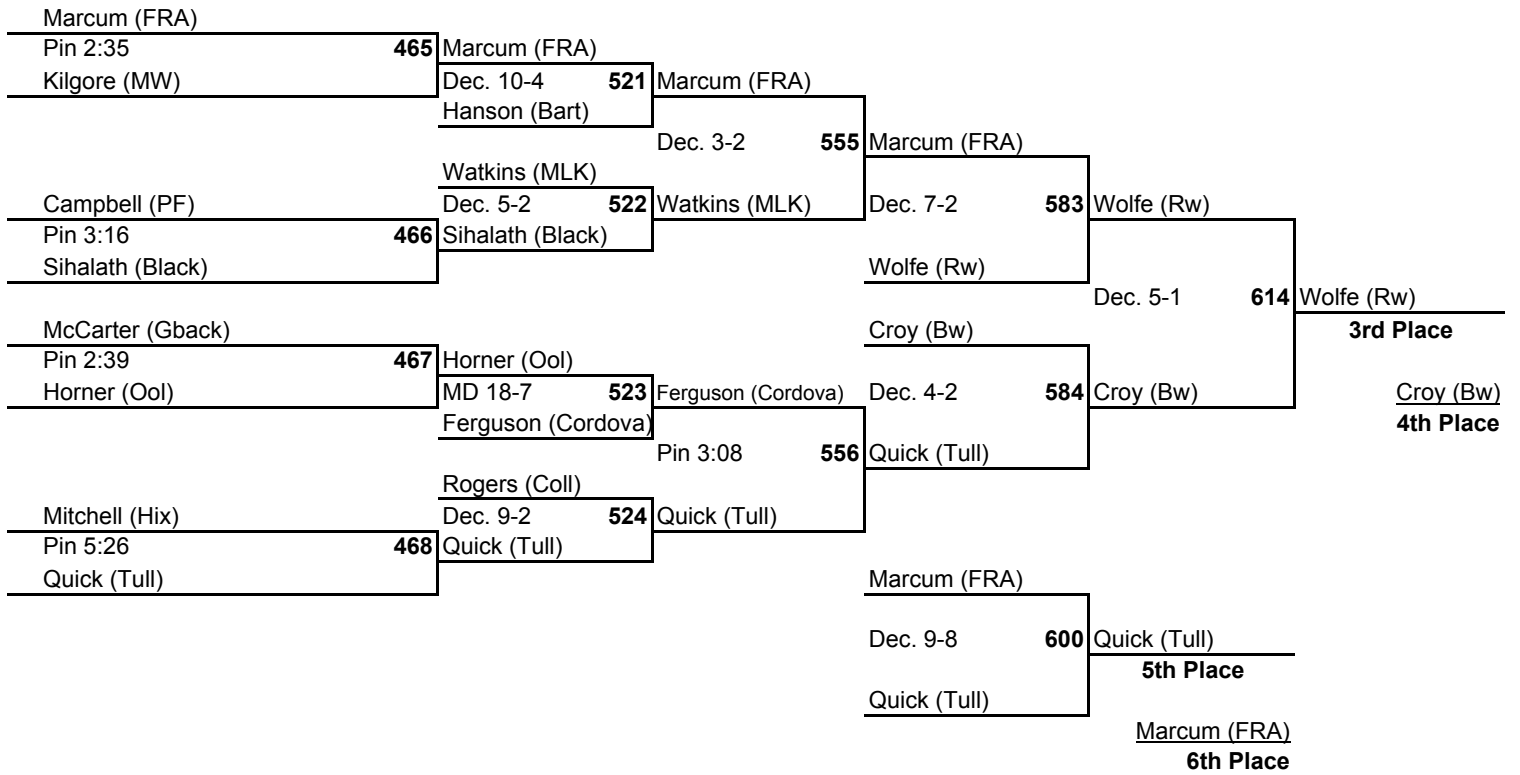 Marcum (FRA)
Pin 2:35 465 Marcum (FRA)
Kilgore (MW) Dec. 10-4 521 Marcum (FRA)
Hanson (Bart)
Dec. 3-2 555 Marcum (FRA)
Watkins (MLK)
Campbell (PF) Dec. 5-2 522 Watkins (MLK) Dec. 7-2 583 Wolfe (Rw)
Pin 3:16 466 Sihalath (Black)
Sihalath (Black) Wolfe (Rw)
Dec. 5-1 614 Wolfe (Rw)
McCarter (Gback) Croy (Bw) 3rd Place
Pin 2:39 467 Horner (Ool)
Horner (Ool) MD 18-7 523 Ferguson (Cordova) Dec. 4-2 584 Croy (Bw) Croy (Bw)
Ferguson (Cordova) 4th Place
Pin 3:08 556 Quick (Tull)
Rogers (Coll)
Mitchell (Hix) Dec. 9-2 524 Quick (Tull)
Pin 5:26 468 Quick (Tull)
Quick (Tull) Marcum (FRA)
Dec. 9-8 600 Quick (Tull)
5th Place
Quick (Tull)
Marcum (FRA)
6th Place